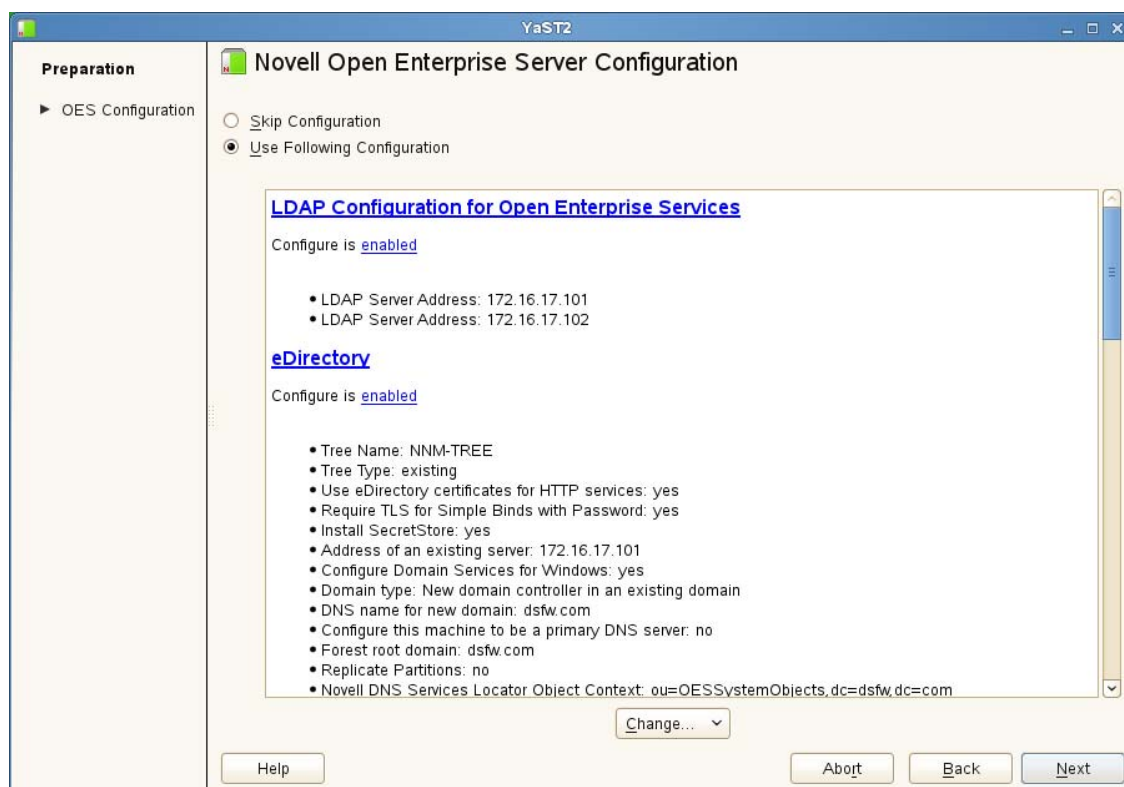 YaST2
Preparation
OES Configuration
Novell Open Enterprise Server Configuration
Skip Configuration
Use Following Configuration
LDAP Configuration for Open Enterprise Services
Configure is enabled
• LDAP Server Address: 172.16.17.101
• LDAP Server Address: 172.16.17.102
eDirectory
Configure is enabled
• Tree Name: NNM-TREE
• Tree Type: existing
• Use eDirectory certificates for HTTP services: yes
• Require TLS for Simple Binds with Password: yes
• Install SecretStore: yes
• Address of an existing server: 172.16.17.101
• Configure Domain Services for Windows: yes
• Domain type: New domain controller in an existing domain
• DNS name for new domain: dsfw.com
• Configure this machine to be a primary DNS server: no
• Forest root domain: dsfw.com
• Replicate Partitions: no
• Novell DNS Services Locator Object Context: ou=OESSystemObjects,dc=dsfw,dc=com
Change...
Help
Abort
Back
Next